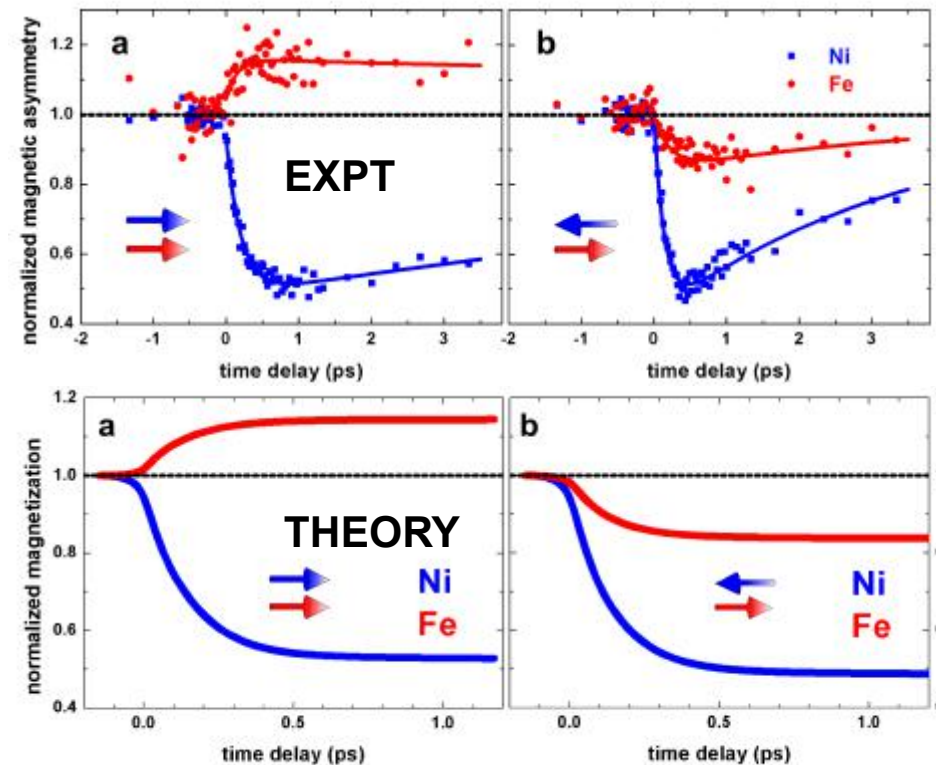 normalized magnetic asymmetry
1.2
1.0
0.8
0.6
0.4
a
EXPT
-2 -1 0 1 2 3
time delay (ps)
b
Ni
Fe
-2 -1 0 1 2 3
time delay (ps)
normalized magnetization
1.2
1.0
0.8
0.6
0.4
a
THEORY
Ni
Fe
0.0 0.5 1.0
time delay (ps)
b
Ni
Fe
0.0 0.5 1.0
time delay (ps)